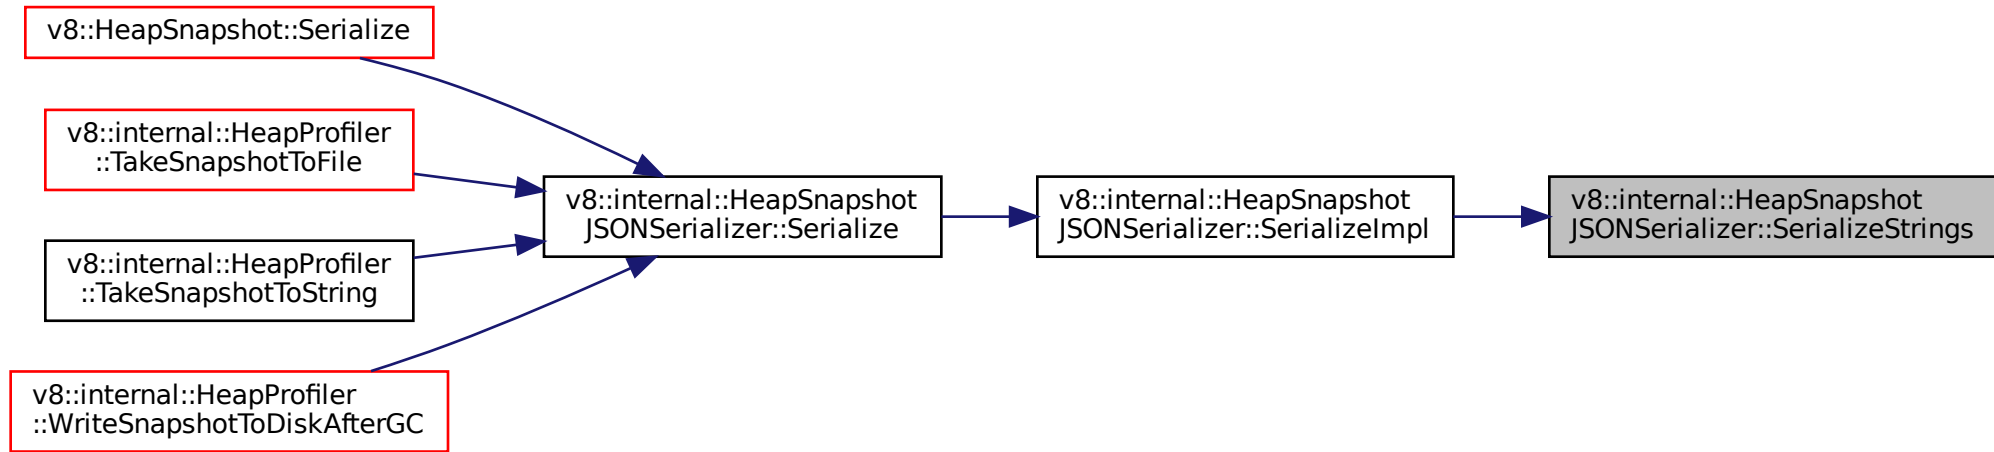 v8::HeapSnapshot::Serialize
v8::internal::HeapProfiler
::TakeSnapshotToFile
v8::internal::HeapProfiler
::TakeSnapshotToString
v8::internal::HeapProfiler
::WriteSnapshotToDiskAfterGC
v8::internal::HeapSnapshot
JSONSerializer::Serialize
v8::internal::HeapSnapshot
JSONSerializer::SerializeImpl
v8::internal::HeapSnapshot
JSONSerializer::SerializeStrings